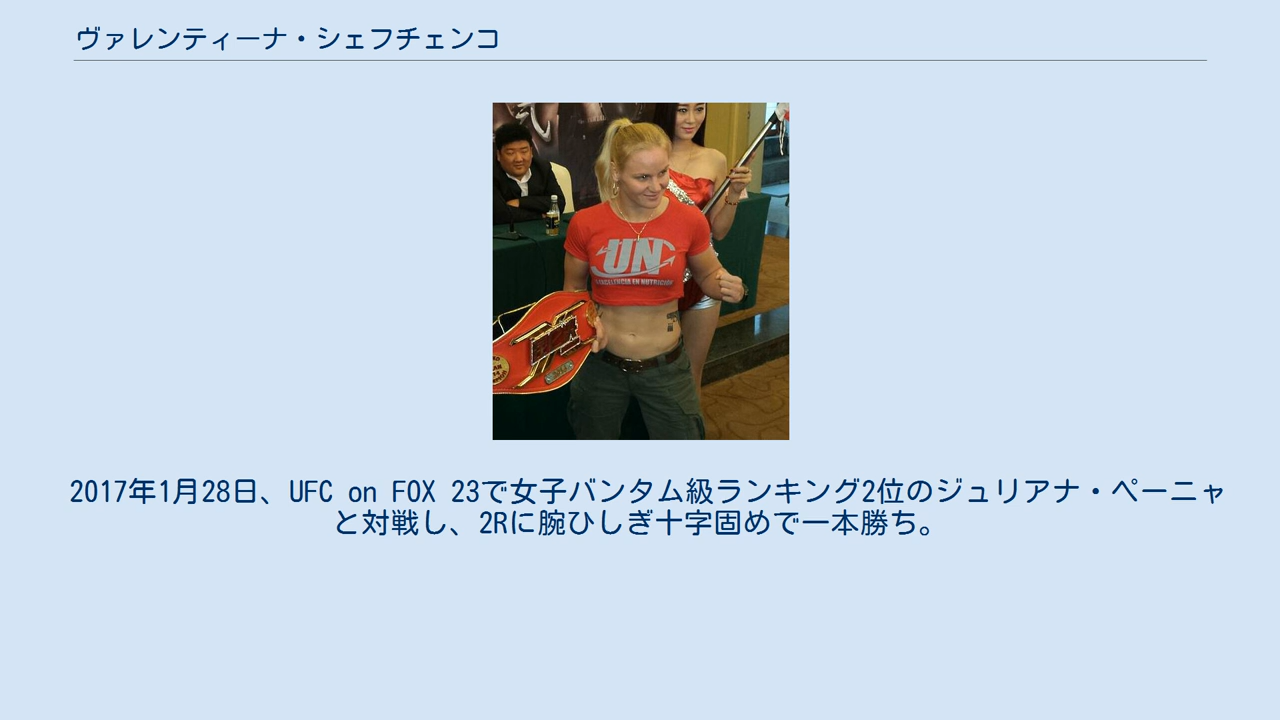 ヴァレンティーナ・シェフチェンコ
UN
EXCELENCIA EN NUTRICION
2017年1月28日、UFC on FOX 23で女子バンタム級ランキング2位のジュリアナ・ペーニャ
と対戦し、2Rに腕ひしぎ十字固めで一本勝ち。